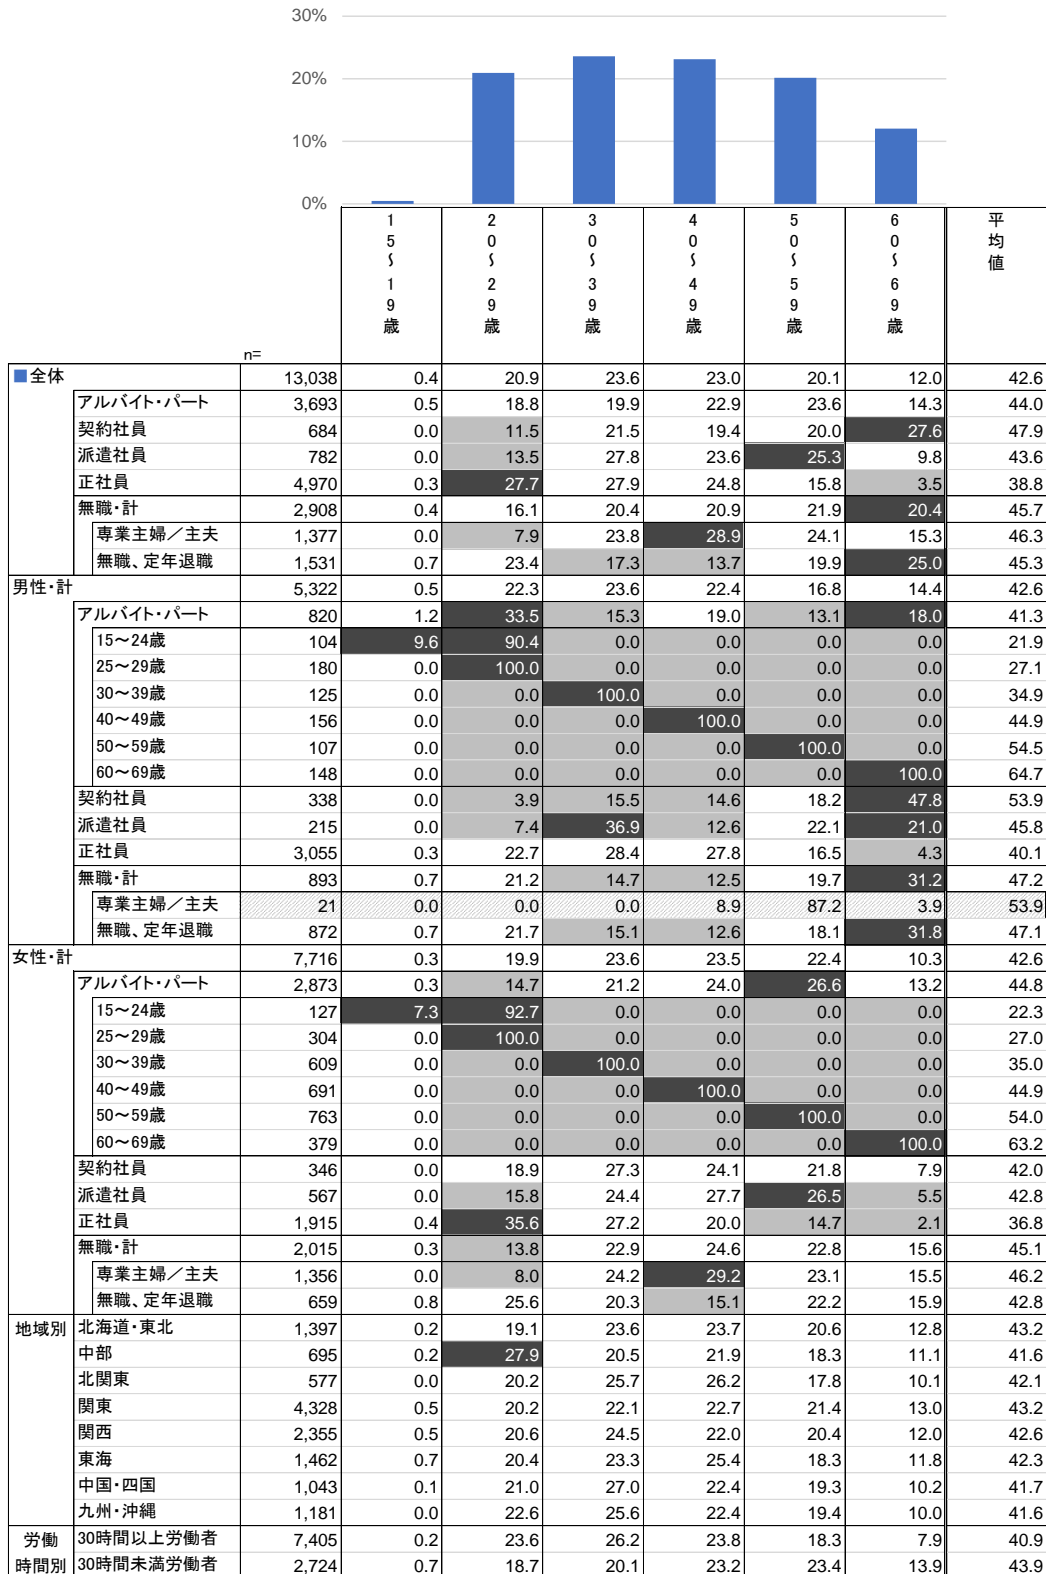 30%
20%
10%
0%
15～19歳 20～29歳 30～39歳 40～49歳 50～59歳 60～69歳 平均値
n=
■全体 13,038 0.4 20.9 23.6 23.0 20.1 12.0 42.6
アルバイト・パート 3,693 0.5 18.8 19.9 22.9 23.6 14.3 44.0
契約社員 684 0.0 11.5 21.5 19.4 20.0 27.6 47.9
派遣社員 782 0.0 13.5 27.8 23.6 25.3 9.8 43.6
正社員 4,970 0.3 27.7 27.9 24.8 15.8 3.5 38.8
無職・計 2,908 0.4 16.1 20.4 20.9 21.9 20.4 45.7
専業主婦／主夫 1,377 0.0 7.9 23.8 28.9 24.1 15.3 46.3
無職、定年退職 1,531 0.7 23.4 17.3 13.7 19.9 25.0 45.3
男性・計 5,322 0.5 22.3 23.6 22.4 16.8 14.4 42.6
アルバイト・パート 820 1.2 33.5 15.3 19.0 13.1 18.0 41.3
15～24歳 104 9.6 90.4 0.0 0.0 0.0 0.0 21.9
25～29歳 180 0.0 100.0 0.0 0.0 0.0 0.0 27.1
30～39歳 125 0.0 0.0 100.0 0.0 0.0 0.0 34.9
40～49歳 156 0.0 0.0 0.0 100.0 0.0 0.0 44.9
50～59歳 107 0.0 0.0 0.0 0.0 100.0 0.0 54.5
60～69歳 148 0.0 0.0 0.0 0.0 0.0 100.0 64.7
契約社員 338 0.0 3.9 15.5 14.6 18.2 47.8 53.9
派遣社員 215 0.0 7.4 36.9 12.6 22.1 21.0 45.8
正社員 3,055 0.3 22.7 28.4 27.8 16.5 4.3 40.1
無職・計 893 0.7 21.2 14.7 12.5 19.7 31.2 47.2
専業主婦／主夫 21 0.0 0.0 0.0 8.9 87.2 3.9 53.9
無職、定年退職 872 0.7 21.7 15.1 12.6 18.1 31.8 47.1
女性・計 7,716 0.3 19.9 23.6 23.5 22.4 10.3 42.6
アルバイト・パート 2,873 0.3 14.7 21.2 24.0 26.6 13.2 44.8
15～24歳 127 7.3 92.7 0.0 0.0 0.0 0.0 22.3
25～29歳 304 0.0 100.0 0.0 0.0 0.0 0.0 27.0
30～39歳 609 0.0 0.0 100.0 0.0 0.0 0.0 35.0
40～49歳 691 0.0 0.0 0.0 100.0 0.0 0.0 44.9
50～59歳 763 0.0 0.0 0.0 0.0 100.0 0.0 54.0
60～69歳 379 0.0 0.0 0.0 0.0 0.0 100.0 63.2
契約社員 346 0.0 18.9 27.3 24.1 21.8 7.9 42.0
派遣社員 567 0.0 15.8 24.4 27.7 26.5 5.5 42.8
正社員 1,915 0.4 35.6 27.2 20.0 14.7 2.1 36.8
無職・計 2,015 0.3 13.8 22.9 24.6 22.8 15.6 45.1
専業主婦／主夫 1,356 0.0 8.0 24.2 29.2 23.1 15.5 46.2
無職、定年退職 659 0.8 25.6 20.3 15.1 22.2 15.9 42.8
地域別 北海道・東北 1,397 0.2 19.1 23.6 23.7 20.6 12.8 43.2
中部 695 0.2 27.9 20.5 21.9 18.3 11.1 41.6
北関東 577 0.0 20.2 25.7 26.2 17.8 10.1 42.1
関東 4,328 0.5 20.2 22.1 22.7 21.4 13.0 43.2
関西 2,355 0.5 20.6 24.5 22.0 20.4 12.0 42.6
東海 1,462 0.7 20.4 23.3 25.4 18.3 11.8 42.3
中国・四国 1,043 0.1 21.0 27.0 22.4 19.3 10.2 41.7
九州・沖縄 1,181 0.0 22.6 25.6 22.4 19.4 10.0 41.6
労働 30時間以上労働者 7,405 0.2 23.6 26.2 23.8 18.3 7.9 40.9
時間別 30時間未満労働者 2,724 0.7 18.7 20.1 23.2 23.4 13.9 43.9